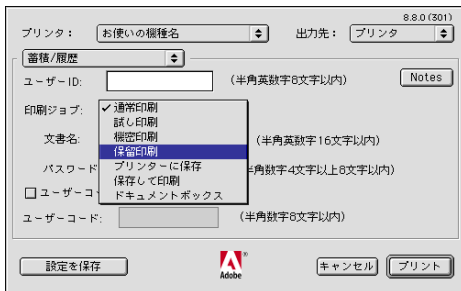 8.8.0 (301)
プリンタ： お使いの機種名 出力先： プリンタ
蓄積/履歴
ユーザーID: (半角英数字8文字以内) Notes
印刷ジョブ: ✓通常印刷
試し印刷
機密印刷
文書名: 保留印刷 (半角英数字16文字以内)
パスワード プリンターに保存 半角数字4文字以上8文字以内)
保存して印刷
ユーザーコ ドキュメントボックス
ユーザーコード: (半角数字8文字以内)
設定を保存 Adobe キャンセル プリント